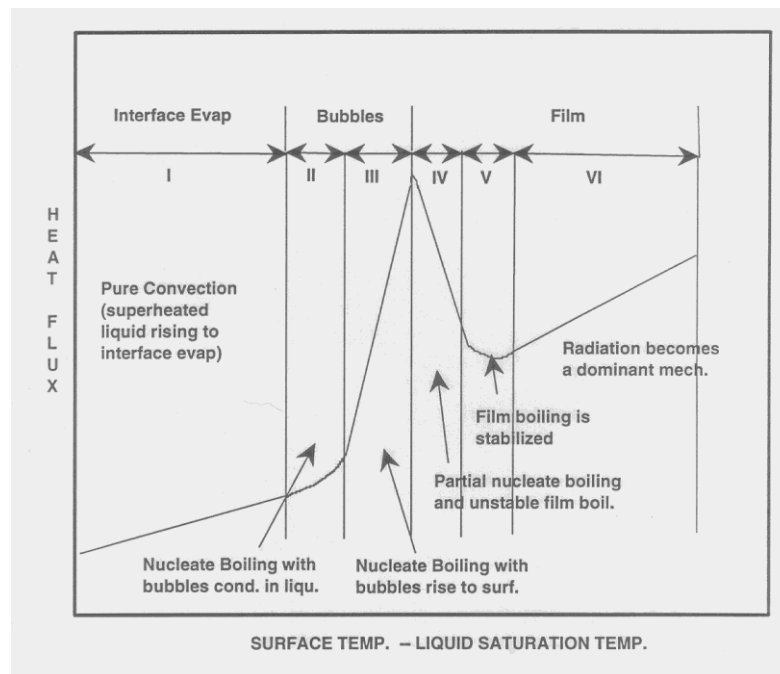 Interface Evap
Bubbles
Film
I
II
III
IV
V
VI
HEAT FLUX
Pure Convection
(superheated
liquid rising to
interface evap)
Radiation becomes
a dominant mech.
Film boiling is
stabilized
Partial nucleate boiling
and unstable film boil.
Nucleate Boiling with
bubbles cond. in liqu.
Nucleate Boiling with
bubbles rise to surf.
SURFACE TEMP. – LIQUID SATURATION TEMP.